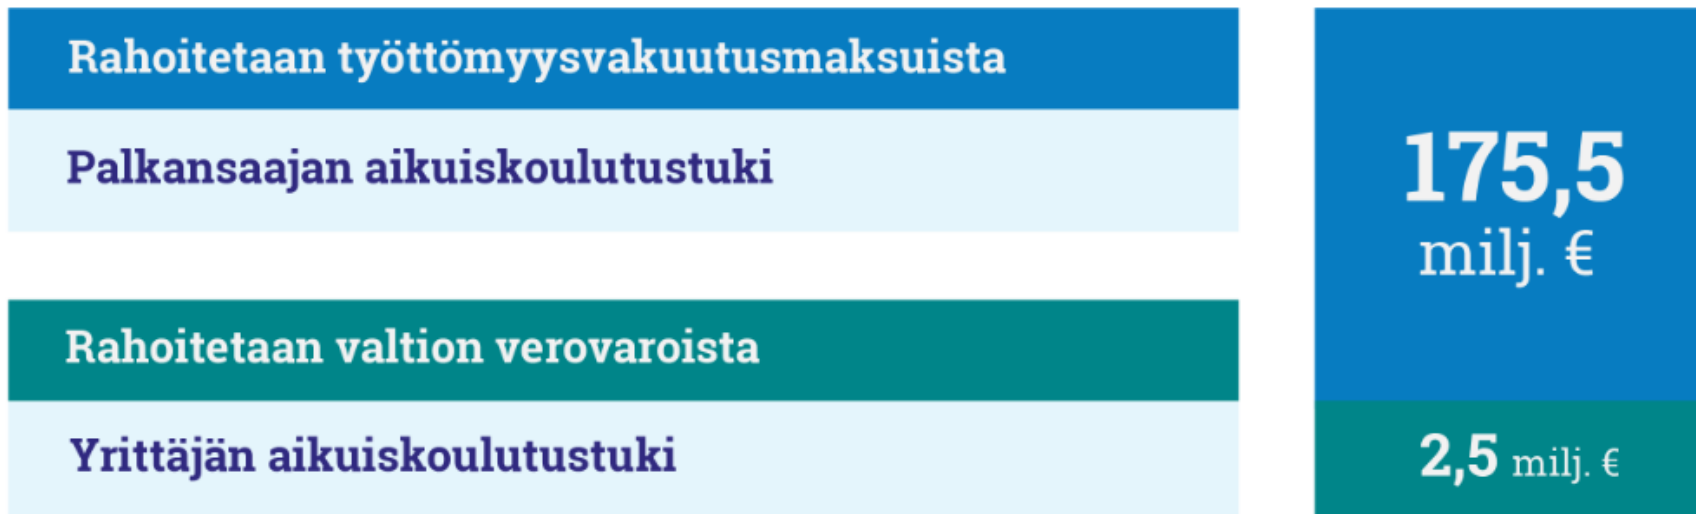 Rahoitetaan työttömyysvakuutusmaksuista
Palkansaajan aikuiskoulutustuki
175,5
milj. €
Rahoitetaan valtion verovaroista
Yrittäjän aikuiskoulutustuki
2,5 milj. €